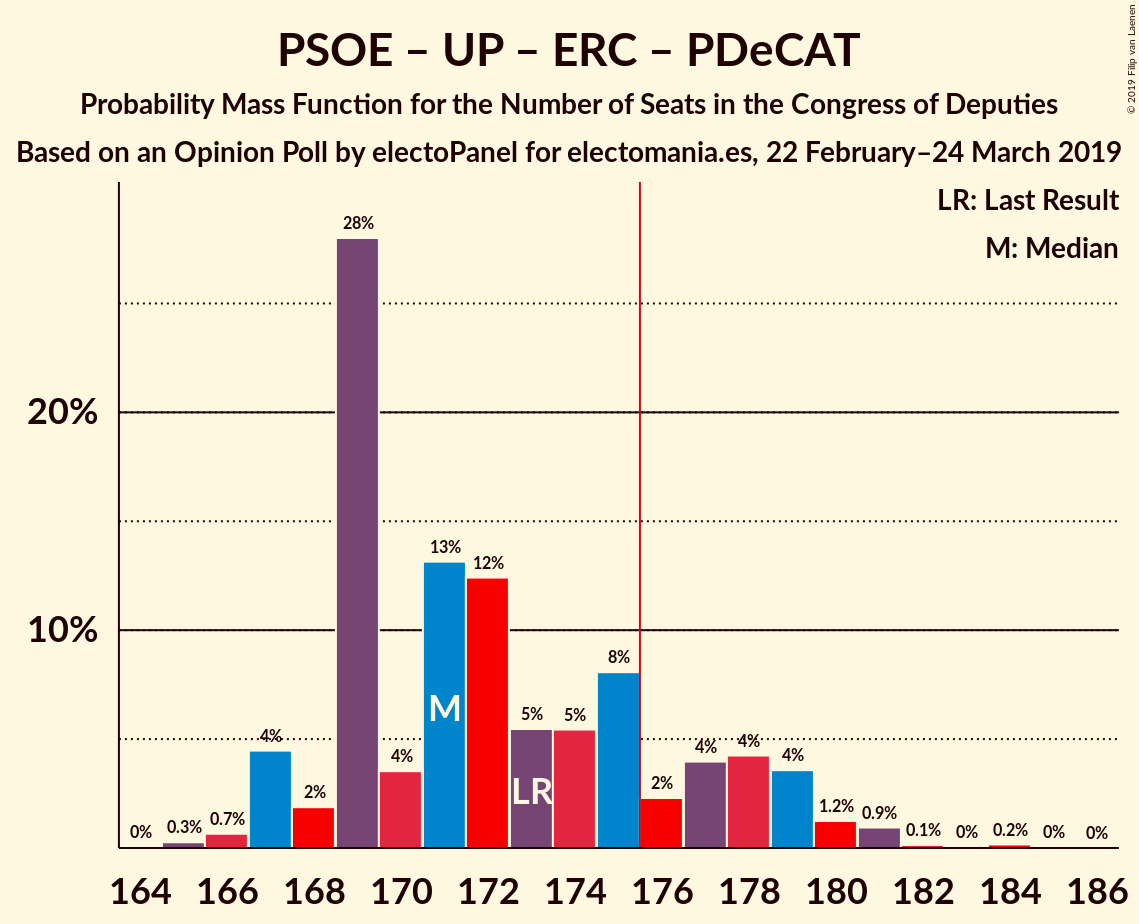 PSOE – UP – ERC – PDeCAT
Probability Mass Function for the Number of Seats in the Congress of Deputies
Based on an Opinion Poll by electoPanel for electomania.es, 22 February–24 March 2019
© 2019 Filip van Laenen
LR: Last Result
M: Median
20%
10%
0%
0.3%
0.7%
4%
2%
28%
4%
13%
12%
5%
5%
8%
2%
4%
4%
4%
1.2%
0.9%
0.1%
0%
0.2%
0%
0%
M
LR
164 166 168 170 172 174 176 178 180 182 184 186